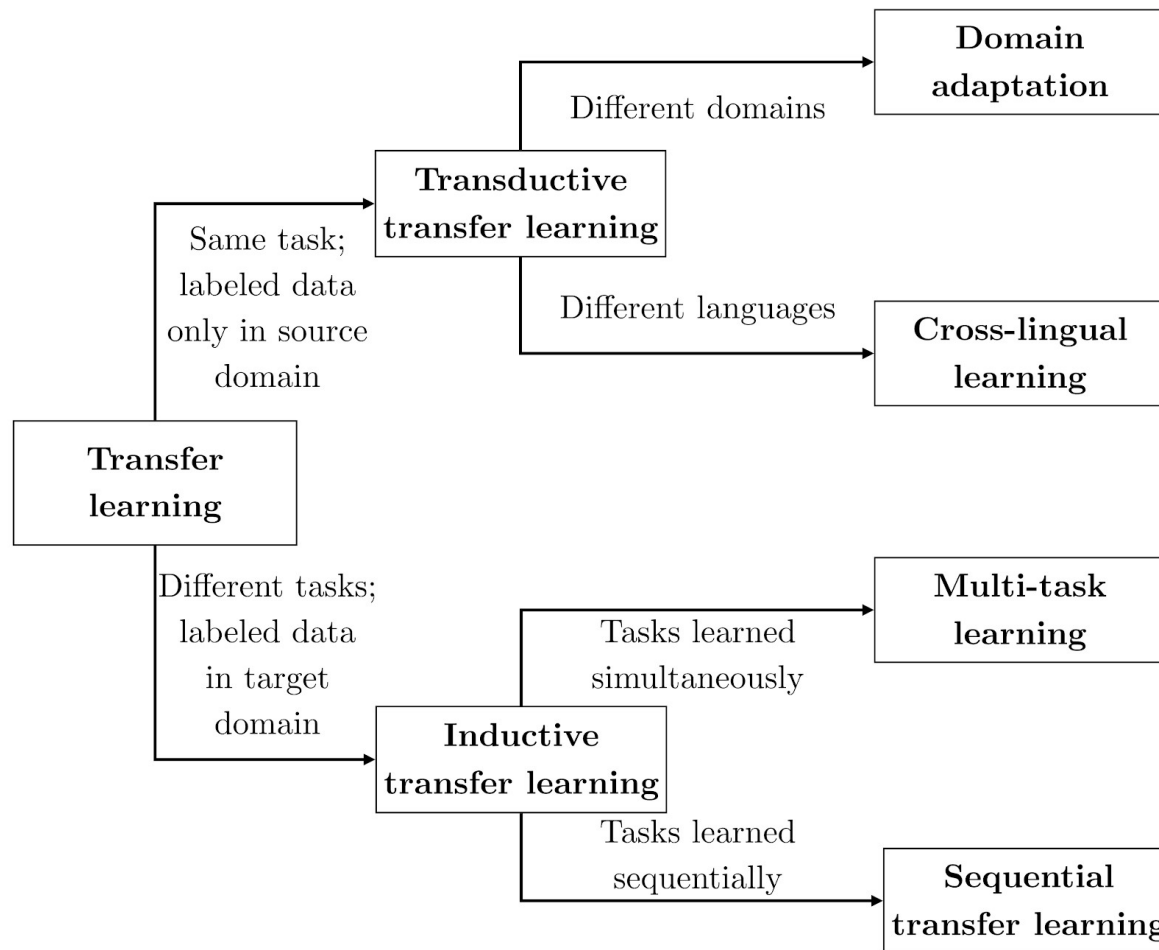 Domain
adaptation
Different domains
Transductive
transfer learning
Same task;
labeled data
only in source
domain
Different languages
Cross-lingual
learning
Transfer
learning
Different tasks;
labeled data
in target
domain
Multi-task
learning
Tasks learned
simultaneously
Inductive
transfer learning
Tasks learned
sequentially
Sequential
transfer learning